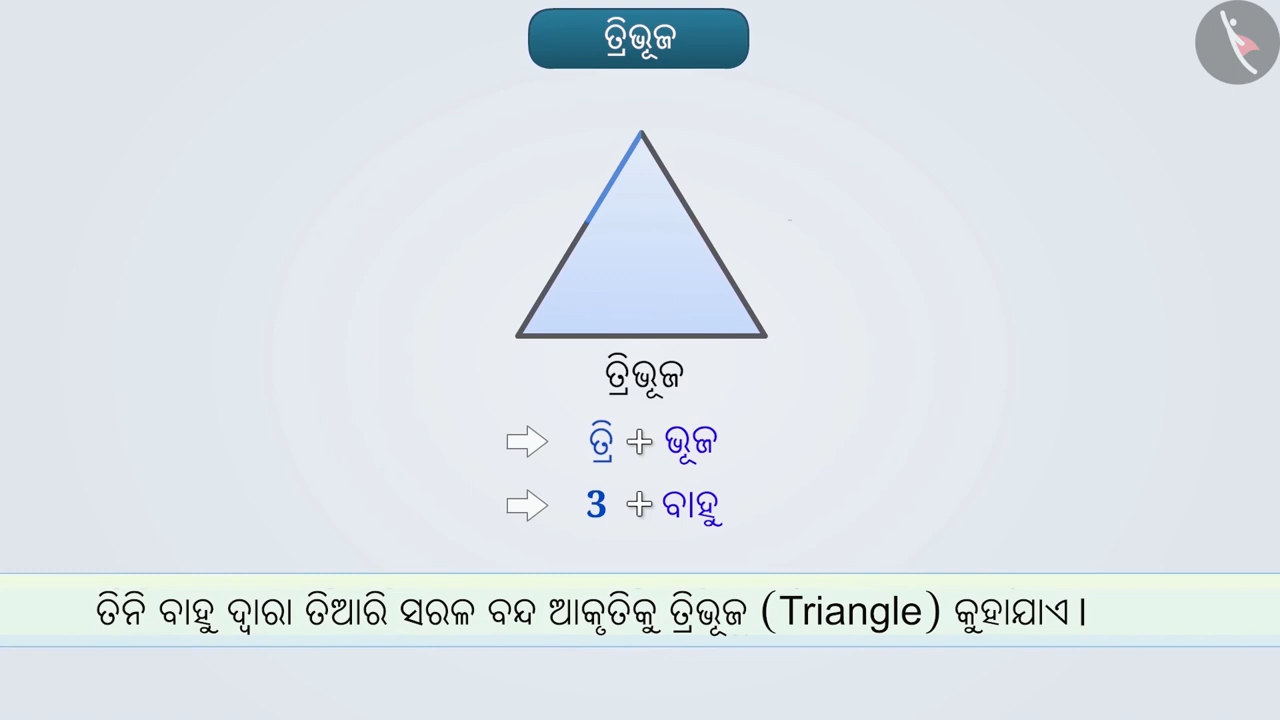 ତ୍ରିଭୂଜ
ତ୍ରିଭୂଜ
ତ୍ରି + ଭୂଜ
3 + ବାହୁ
ତିନି ବାହୁ ଦ୍ୱାରା ତିଆରି ସରଳ ବନ୍ଦ ଆକୃତିକୁ ତ୍ରିଭୂଜ (Triangle) କୁହାଯାଏ।